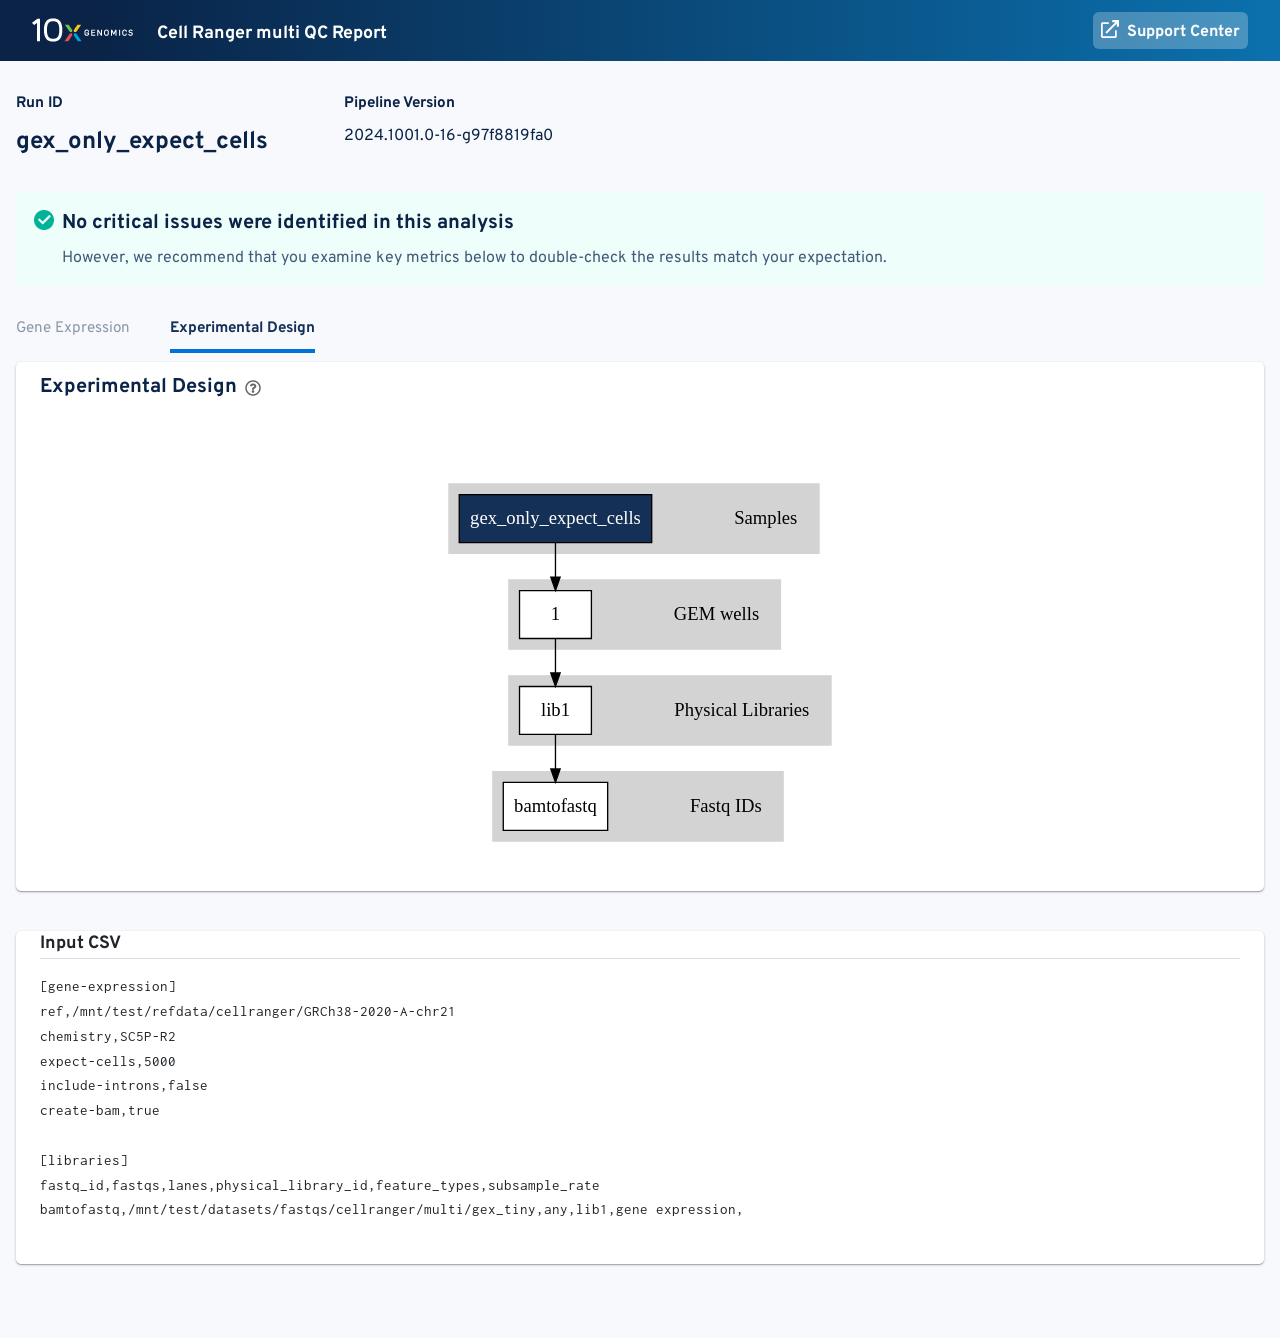 10x GENOMICS
Cell Ranger multi QC Report
Support Center
Run ID
Pipeline Version
gex_only_expect_cells
2024.1001.0-16-g97f8819fa0
No critical issues were identified in this analysis
However, we recommend that you examine key metrics below to double-check the results match your expectation.
Gene Expression
Experimental Design
Experimental Design ?
gex_only_expect_cells
Samples
1
GEM wells
lib1
Physical Libraries
bamtofastq
Fastq IDs
Input CSV
[gene-expression]
ref,/mnt/test/refdata/cellranger/GRCh38-2020-A-chr21
chemistry,SC5P-R2
expect-cells,5000
include-introns,false
create-bam,true
[libraries]
fastq_id,fastqs,lanes,physical_library_id,feature_types,subsample_rate
bamtofastq,/mnt/test/datasets/fastqs/cellranger/multi/gex_tiny,any,lib1,gene expression,